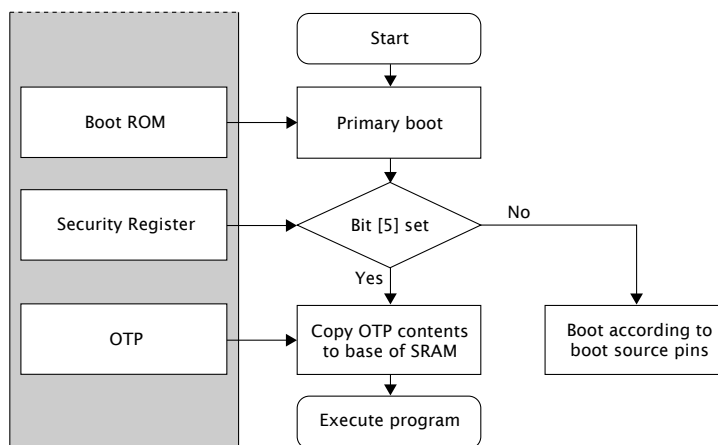 Start
Boot ROM
Primary boot
Security Register
Bit [5] set
No
Yes
OTP
Copy OTP contents
to base of SRAM
Boot according to
boot source pins
Execute program